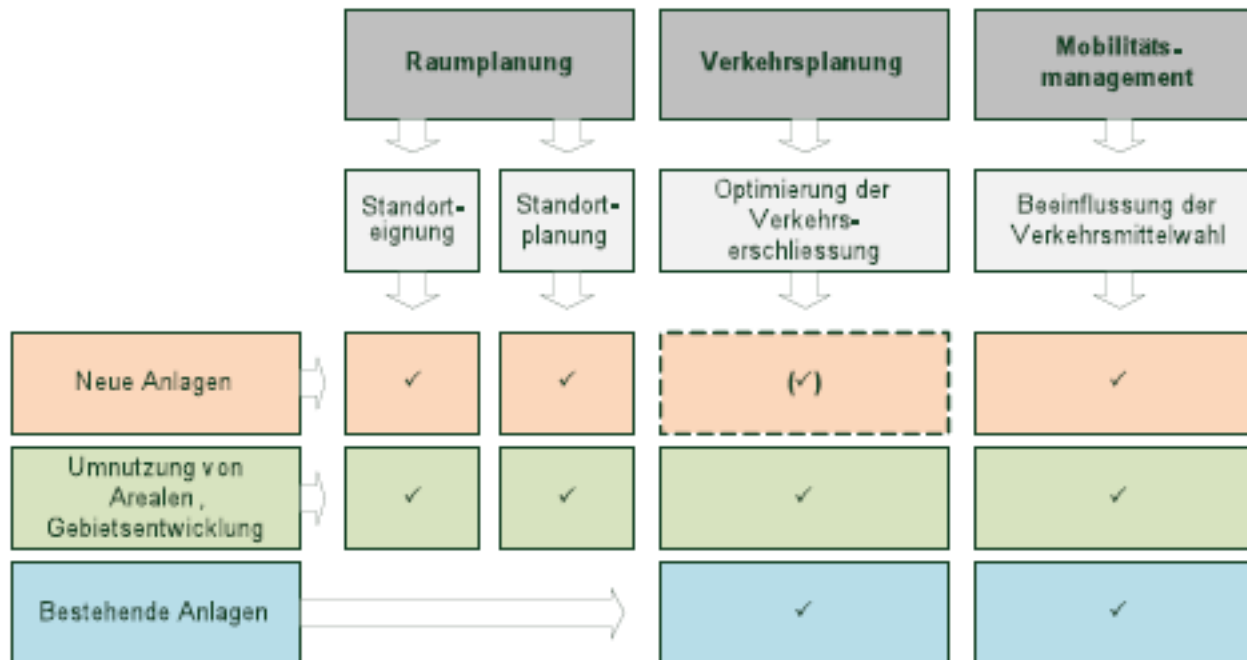 Raumplanung
Verkehrsplanung
Mobilitäts-
management
Standort-
eignung
Standort-
planung
Optimierung der
Verkehrs-
erschliessung
Beeinflussung der
Verkehrsmittelwahl
Neue Anlagen
✓
✓
(✓)
✓
Umnutzung von
Arealen ,
Gebietsentwicklung
✓
✓
✓
✓
Bestehende Anlagen
✓
✓